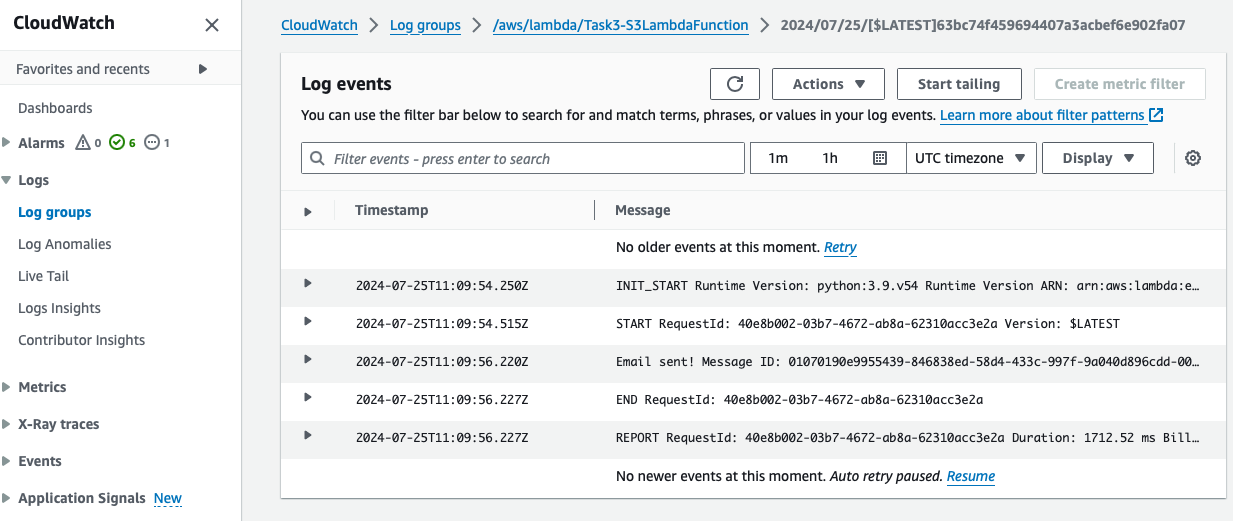 CloudWatch
Favorites and recents
Dashboards
Alarms 0 6 1
Logs
Log groups
Log Anomalies
Live Tail
Logs Insights
Contributor Insights
Metrics
X-Ray traces
Events
Application Signals New
CloudWatch > Log groups > /aws/lambda/Task3-S3LambdaFunction > 2024/07/25/[$LATEST]63bc74f459694407a3acbef6e902fa07
Log events
Actions
Start tailing
Create metric filter
You can use the filter bar below to search for and match terms, phrases, or values in your log events. Learn more about filter patterns
Filter events - press enter to search
1m 1h
UTC timezone
Display
Timestamp Message
No older events at this moment. Retry
2024-07-25T11:09:54.250Z INIT_START Runtime Version: python:3.9.v54 Runtime Version ARN: arn:aws:lambda:e…
2024-07-25T11:09:54.515Z START RequestId: 40e8b002-03b7-4672-ab8a-62310acc3e2a Version: $LATEST
2024-07-25T11:09:56.220Z Email sent! Message ID: 01070190e9955439-846838ed-58d4-433c-997f-9a040d896cdd-00…
2024-07-25T11:09:56.227Z END RequestId: 40e8b002-03b7-4672-ab8a-62310acc3e2a
2024-07-25T11:09:56.227Z REPORT RequestId: 40e8b002-03b7-4672-ab8a-62310acc3e2a Duration: 1712.52 ms Bill…
No newer events at this moment. Auto retry paused. Resume